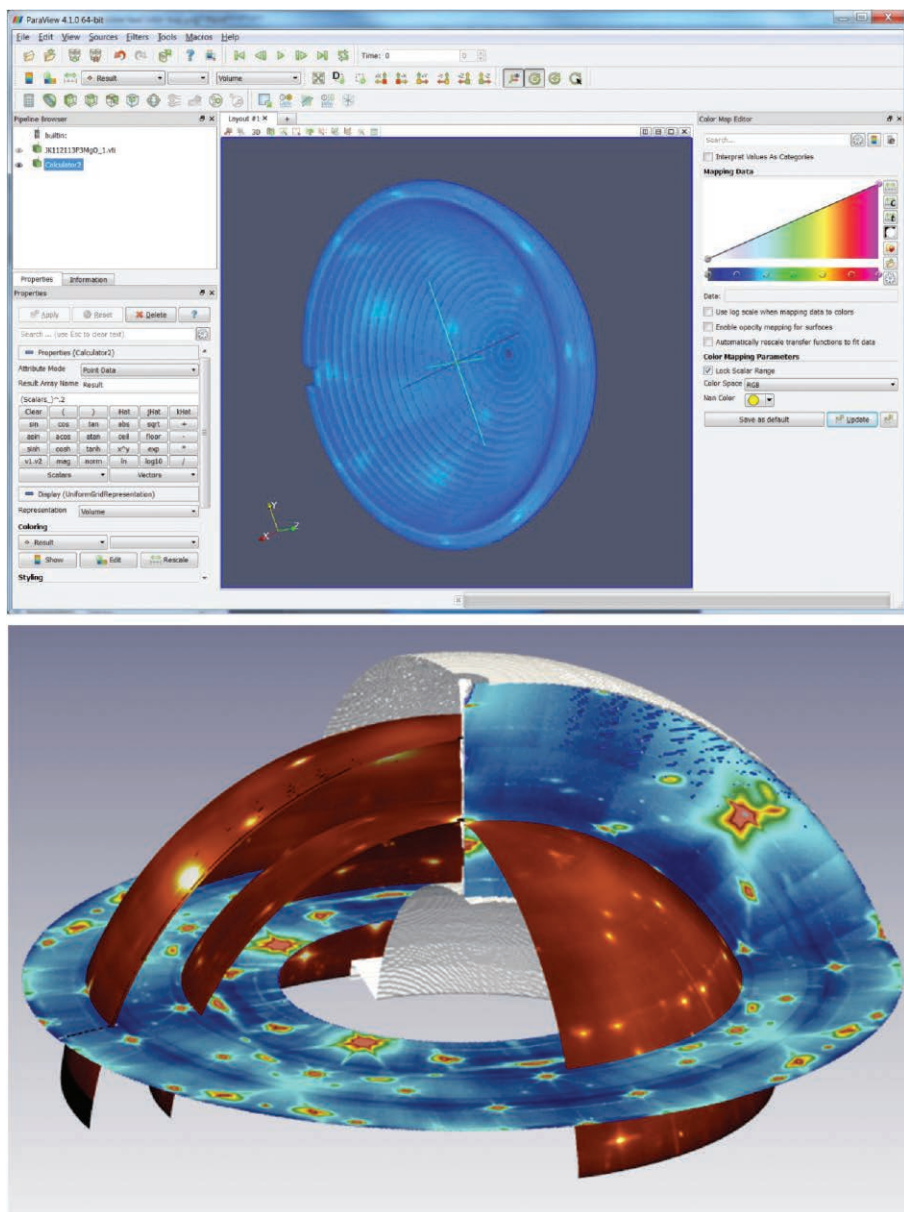 ParaView 4.1.0 64-bit
File Edit View Sources Filters Tools Macros Help
Time: 0 0
Result Volume
Pipeline Browser
builtin:
Calculator2
Layout #1
3D
Color Map Editor
Search...
Interpret Values As Categories
Mapping Data
Data:
Use log scale when mapping data to colors
Enable opacity mapping for surfaces
Automatically rescale transfer functions to fit data
Color Mapping Parameters
Lock Scalar Range
Color Space RGB
Nan Color
Save as default Update
Properties Information
Properties
Apply Reset Delete ?
Search ... (use Esc to clear text)
Properties (Calculator2)
Attribute Mode Point Data
Result Array Name Result
(Scalars_)^.2
Clear ( ) iHat jHat kHat
sin cos tan abs sqrt +
asin acos atan ceil floor -
sinh cosh tanh x^y exp *
v1.v2 mag norm ln log10 /
Scalars Vectors
Display (UniformGridRepresentation)
Representation Volume
Coloring
Result
Show Edit Rescale
Styling
Y
X Z